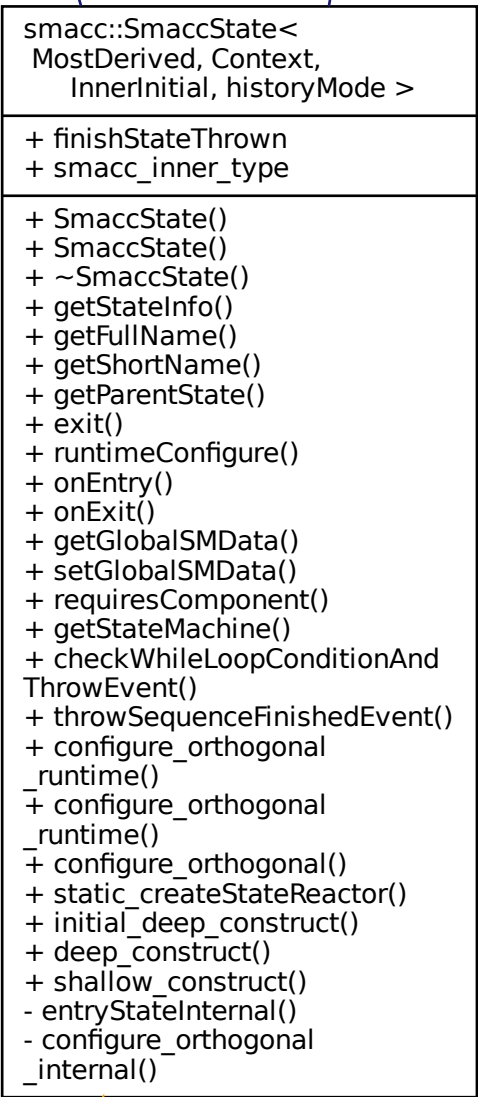 smacc::SmaccState<
MostDerived, Context,
InnerInitial, historyMode >
+ finishStateThrown
+ smacc_inner_type
+ SmaccState()
+ SmaccState()
+ ~SmaccState()
+ getStateInfo()
+ getFullName()
+ getShortName()
+ getParentState()
+ exit()
+ runtimeConfigure()
+ onEntry()
+ onExit()
+ getGlobalSMData()
+ setGlobalSMData()
+ requiresComponent()
+ getStateMachine()
+ checkWhileLoopConditionAnd
ThrowEvent()
+ throwSequenceFinishedEvent()
+ configure_orthogonal
_runtime()
+ configure_orthogonal
_runtime()
+ configure_orthogonal()
+ static_createStateReactor()
+ initial_deep_construct()
+ deep_construct()
+ shallow_construct()
- entryStateInternal()
- configure_orthogonal
_internal()